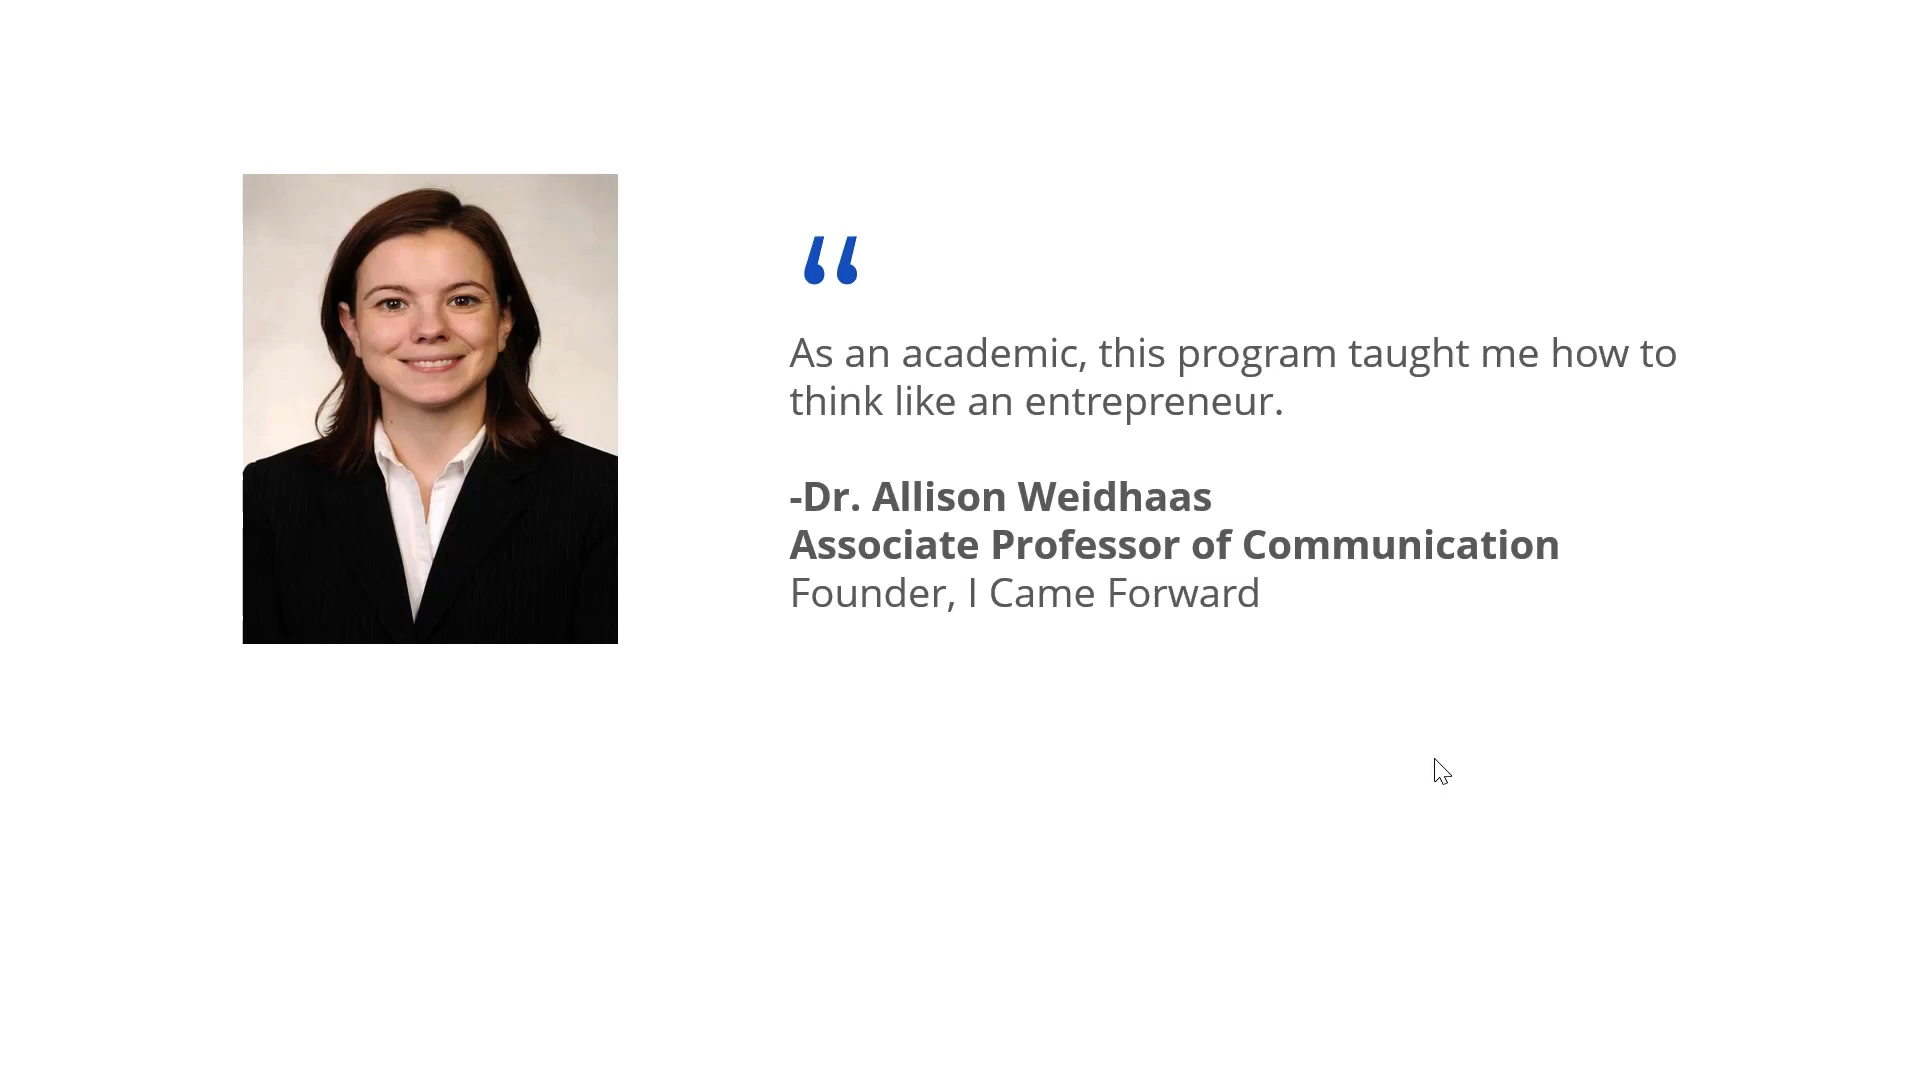 “
As an academic, this program taught me how to
think like an entrepreneur.
-Dr. Allison Weidhaas
Associate Professor of Communication
Founder, I Came Forward